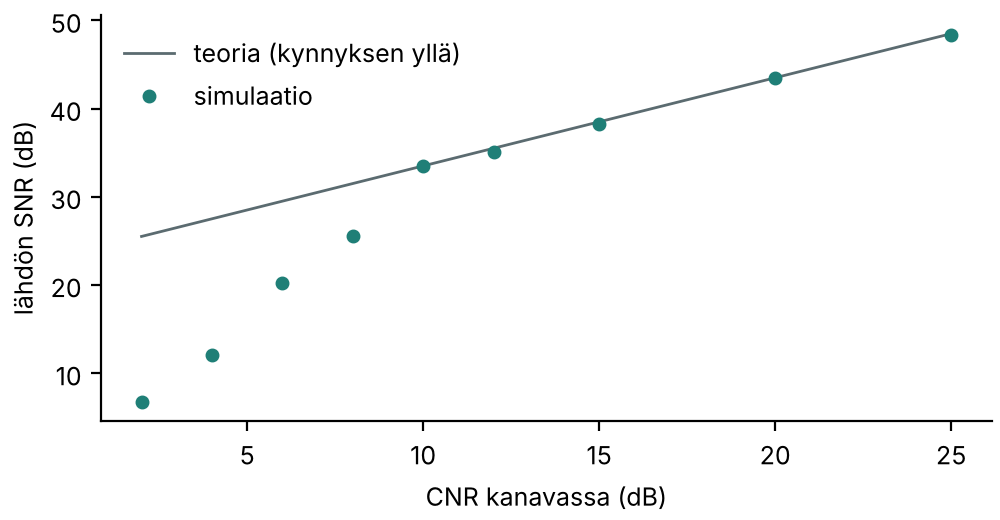 50
40
30
20
10
lähdön SNR (dB)
teoria (kynnyksen yllä)
simulaatio
5 10 15 20 25
CNR kanavassa (dB)